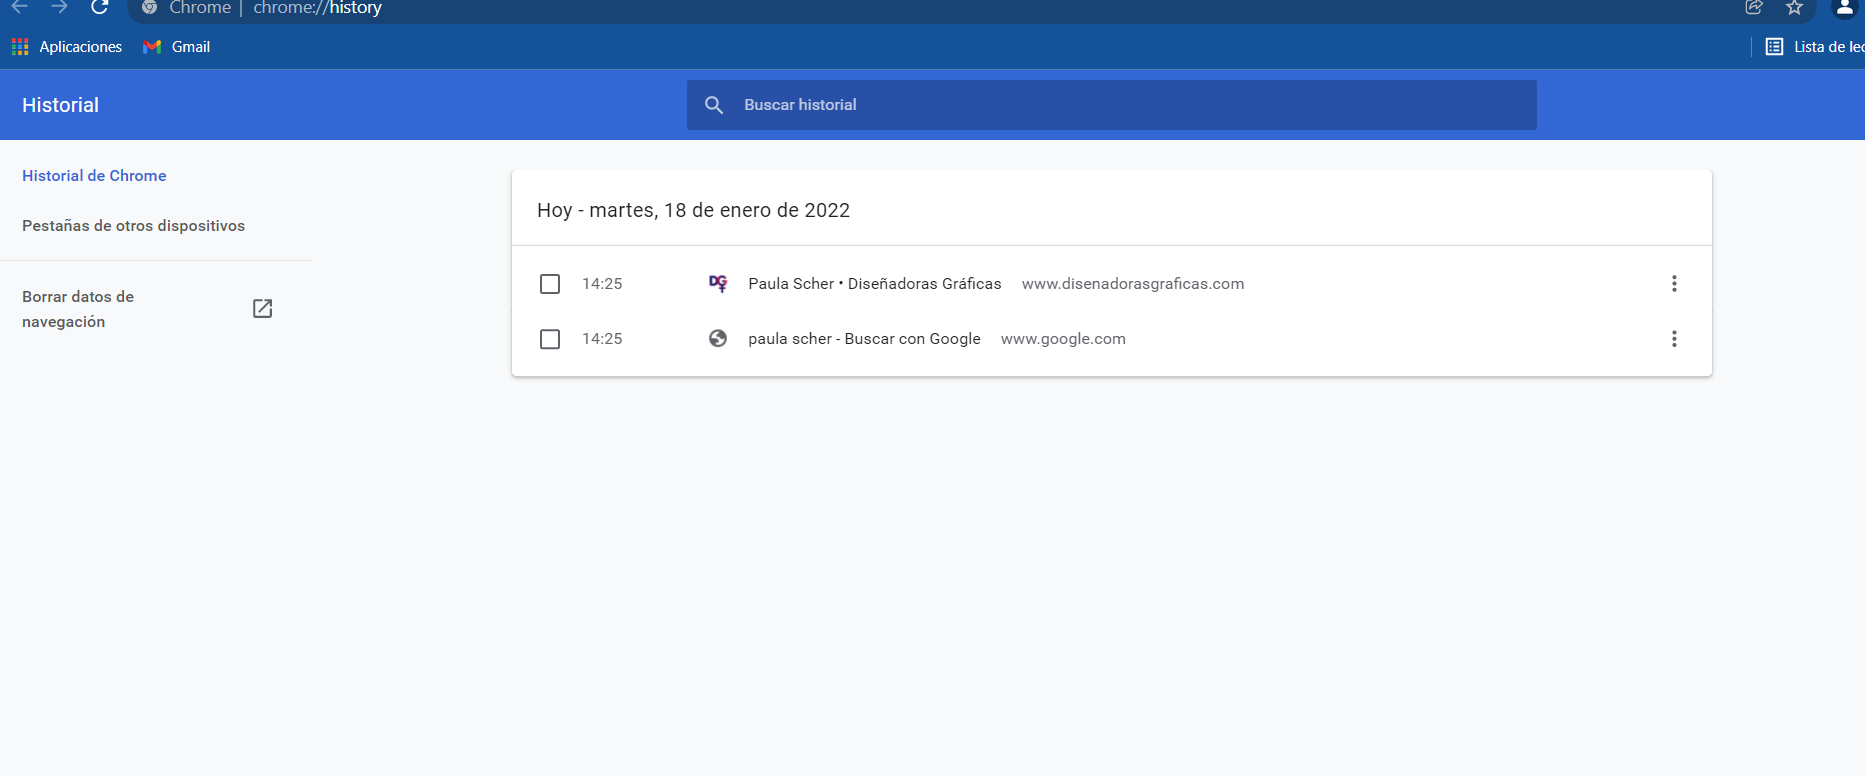 Chrome | chrome://history
Aplicaciones Gmail Lista de lec
Historial Buscar historial
Historial de Chrome
Pestañas de otros dispositivos
Borrar datos de
navegación
Hoy - martes, 18 de enero de 2022
14:25 DG Paula Scher • Diseñadoras Gráficas www.disenadorasgraficas.com
14:25 paula scher - Buscar con Google www.google.com